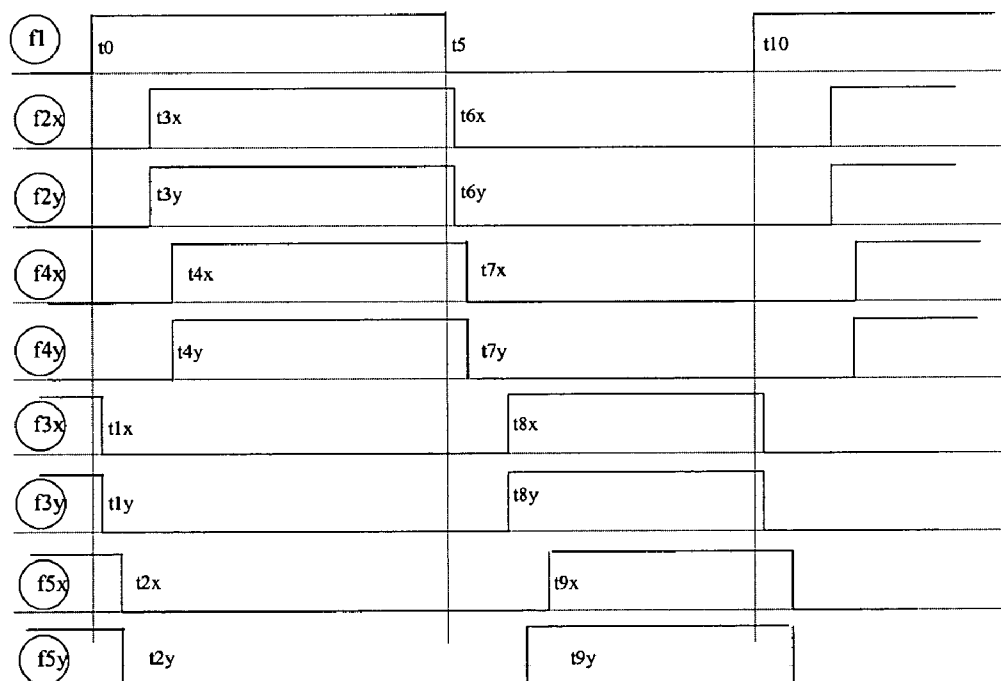 f1 t0 t5 t10
f2x t3x t6x
f2y t3y t6y
f4x t4x t7x
f4y t4y t7y
f3x t1x t8x
f3y t1y t8y
f5x t2x t9x
f5y t2y t9y